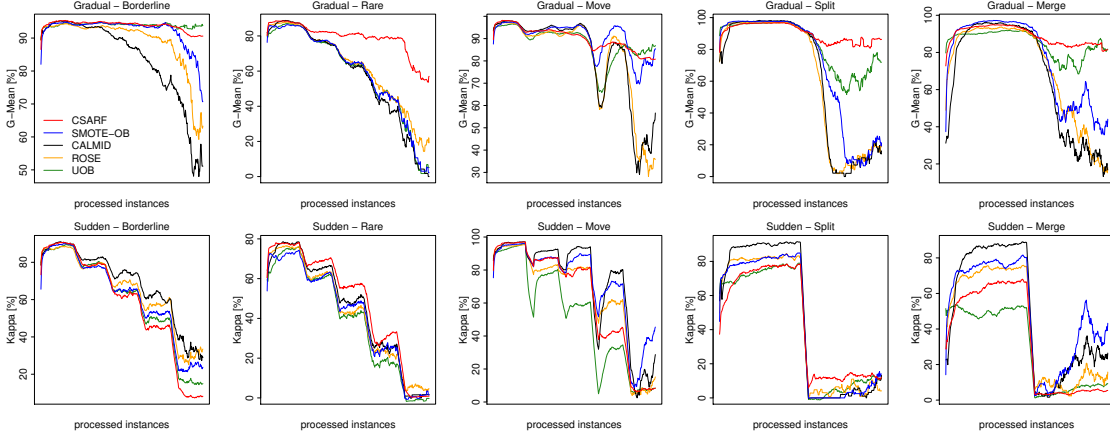 Gradual − Borderline
G−Mean [%]
90
80
70
60
50
CSARF
SMOTE−OB
CALMID
ROSE
UOB
processed instances
Gradual − Rare
G−Mean [%]
80
60
40
20
0
processed instances
Gradual − Move
G−Mean [%]
100
90
80
70
60
50
40
30
processed instances
Gradual − Split
G−Mean [%]
100
80
60
40
20
0
processed instances
Gradual − Merge
G−Mean [%]
100
80
60
40
20
processed instances
Sudden − Borderline
Kappa [%]
80
60
40
20
processed instances
Sudden − Rare
Kappa [%]
80
60
40
20
0
processed instances
Sudden − Move
Kappa [%]
100
80
60
40
20
0
processed instances
Sudden − Split
Kappa [%]
80
60
40
20
0
processed instances
Sudden − Merge
Kappa [%]
80
60
40
20
0
processed instances